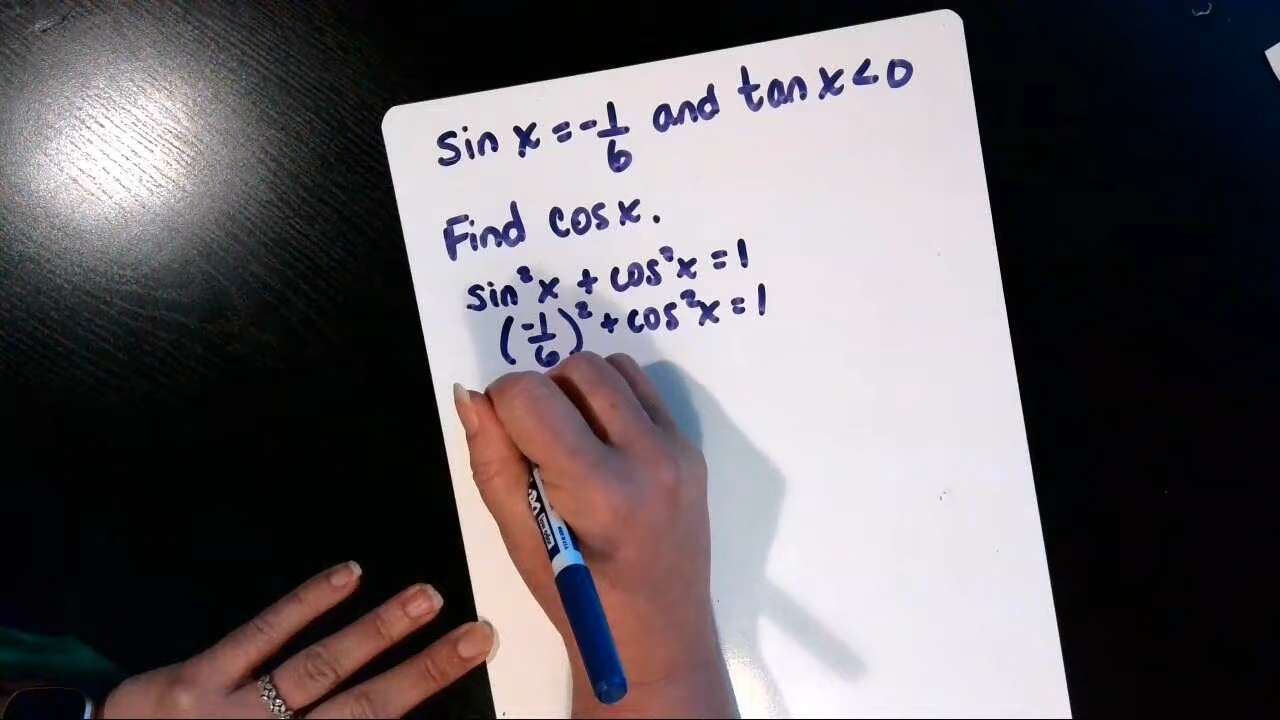 sin x = -1/6 and tan x < 0
Find cos x.
sin²x + cos²x = 1
(-1/6)² + cos²x = 1